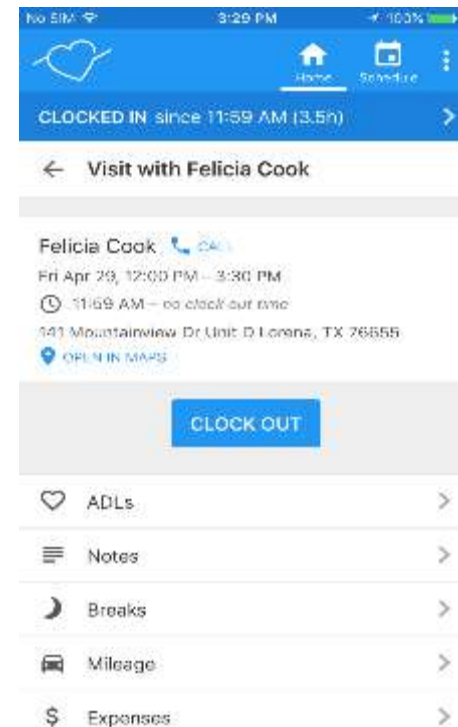 No SIM 3:29 PM 100%
Home Schedule
CLOCKED IN since 11:59 AM (3.5h)
Visit with Felicia Cook
Felicia Cook CALL
Fri Apr 29, 12:00 PM – 3:30 PM
11:59 AM – no clock out time
141 Mountainview Dr Unit D Lorena, TX 76655
OPEN IN MAPS
CLOCK OUT
ADLs
Notes
Breaks
Mileage
Expenses